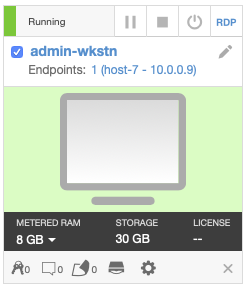 Running RDP
admin-wkstn
Endpoints: 1 (host-7 - 10.0.0.9)
METERED RAM STORAGE LICENSE
8 GB 30 GB --
0 0 0